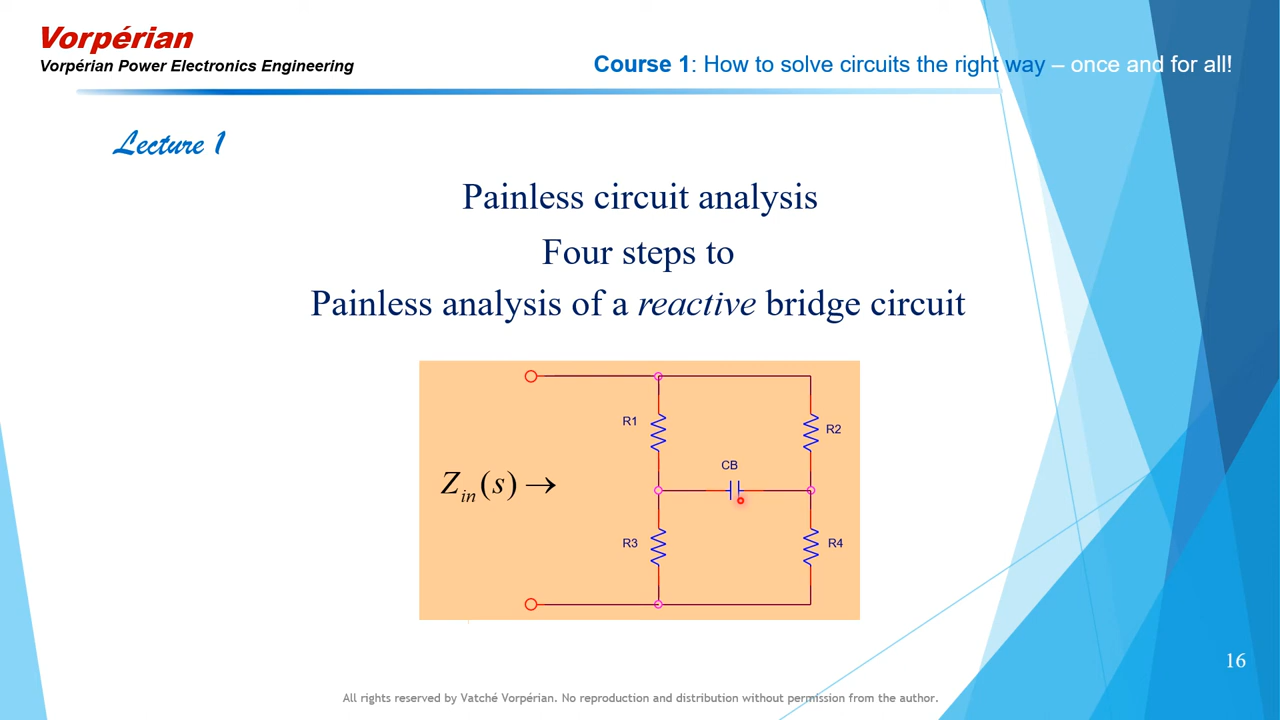 Vorpérian
Vorpérian Power Electronics Engineering
Course 1: How to solve circuits the right way – once and for all!
Lecture 1
Painless circuit analysis
Four steps to
Painless analysis of a reactive bridge circuit
R1
R2
CB
Z_in(s) →
R3
R4
16
All rights reserved by Vatché Vorpérian. No reproduction and distribution without permission from the author.